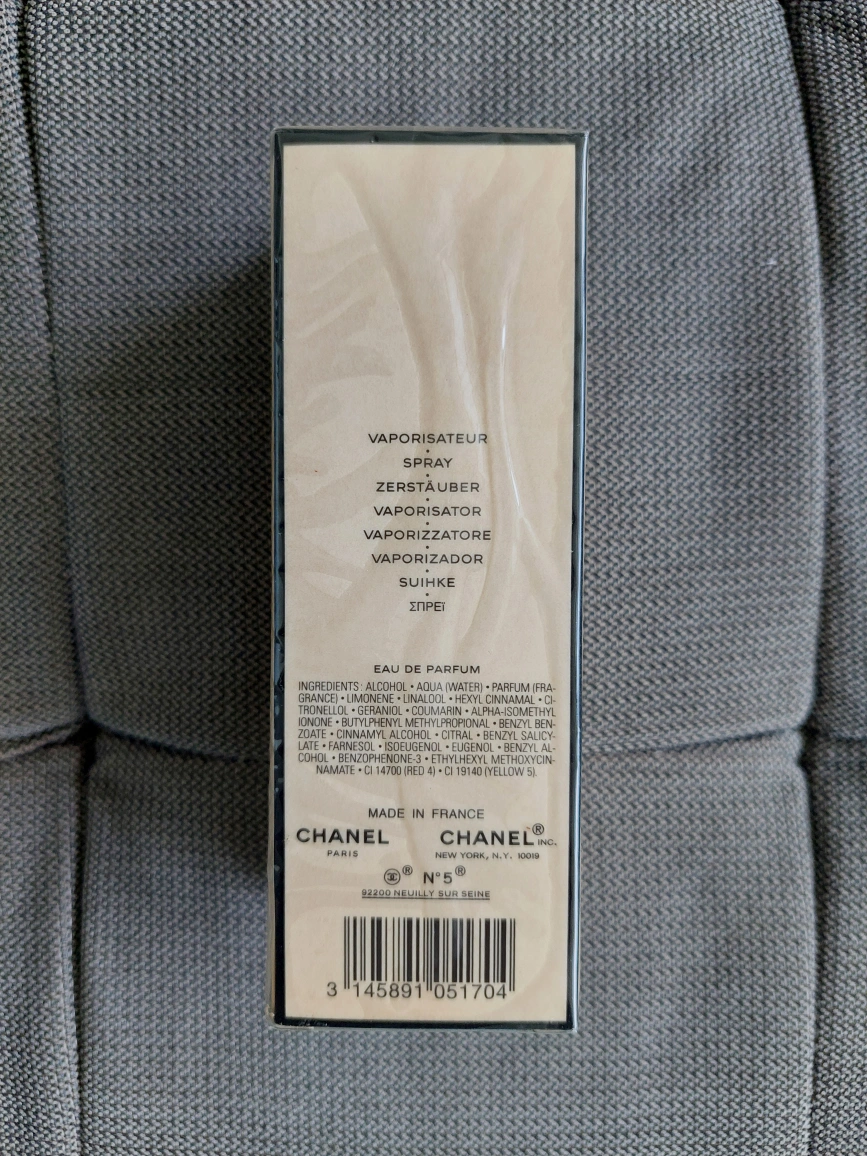 VAPORISATEUR
SPRAY
ZERSTÄUBER
VAPORISATOR
VAPORIZZATORE
VAPORIZADOR
SUIHKE
ΣΠΡΕΪ
EAU DE PARFUM
INGREDIENTS: ALCOHOL • AQUA (WATER) • PARFUM (FRA-
GRANCE) • LIMONENE • LINALOOL • HEXYL CINNAMAL • CI-
TRONELLOL • GERANIOL • COUMARIN • ALPHA-ISOMETHYL
IONONE • BUTYLPHENYL METHYLPROPIONAL • BENZYL BEN-
ZOATE • CINNAMYL ALCOHOL • CITRAL • BENZYL SALICY-
LATE • FARNESOL • ISOEUGENOL • EUGENOL • BENZYL AL-
COHOL • BENZOPHENONE-3 • ETHYLHEXYL METHOXYCIN-
NAMATE • CI 14700 (RED 4) • CI 19140 (YELLOW 5).
MADE IN FRANCE
CHANEL CHANEL® INC.
PARIS NEW YORK, N.Y. 10019
® N°5®
92200 NEUILLY SUR SEINE
3 145891 051704